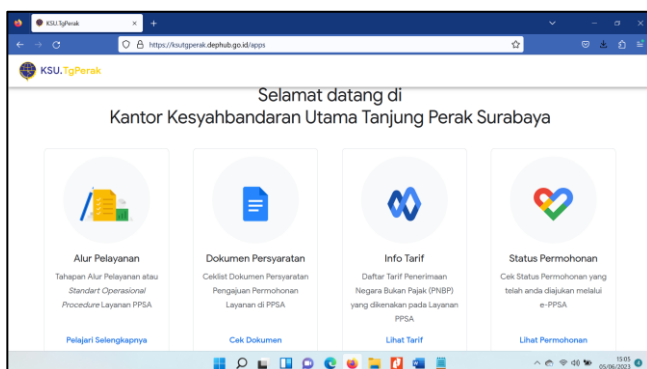 KSU.TgPerak
https://ksutgperak.dephub.go.id/apps
KSU.TgPerak
Selamat datang di
Kantor Kesyahbandaran Utama Tanjung Perak Surabaya
Alur Pelayanan
Tahapan Alur Pelayanan atau
Standart Operasional
Procedure Layanan PPSA
Pelajari Selengkapnya
Dokumen Persyaratan
Ceklist Dokumen Persyaratan
Pengajuan Permohonan
Layanan di PPSA
Cek Dokumen
Info Tarif
Daftar Tarif Penerimaan
Negara Bukan Pajak (PNBP)
yang dikenakan pada Layanan
PPSA
Lihat Tarif
Status Permohonan
Cek Status Permohonan yang
telah anda diajukan melalui
e-PPSA
Lihat Permohonan
15:05
05/06/2023